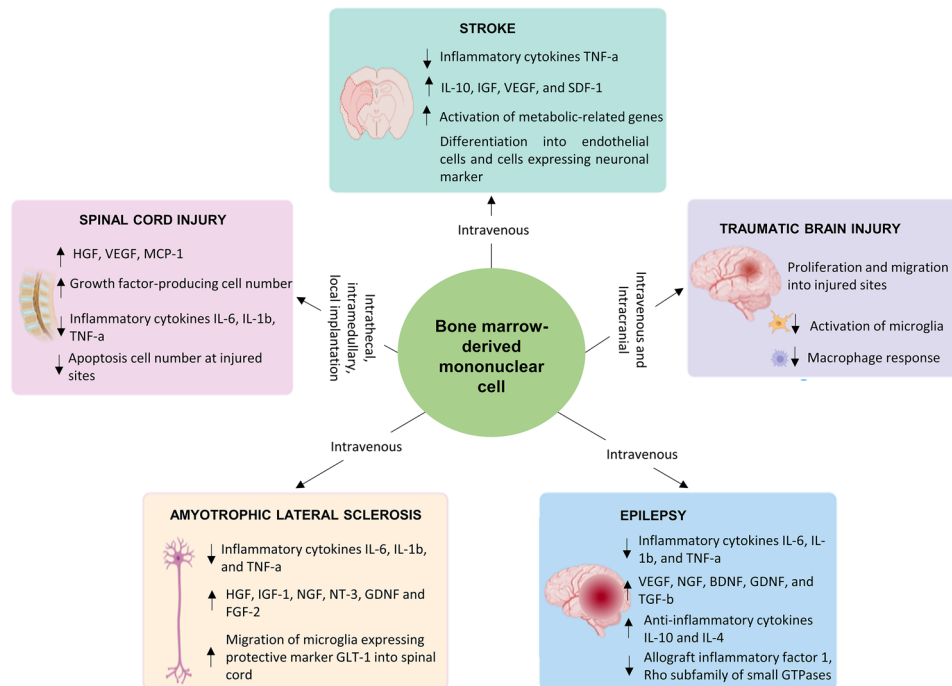 STROKE
Inflammatory cytokines TNF-a
IL-10, IGF, VEGF, and SDF-1
Activation of metabolic-related genes
Differentiation into endothelial
cells and cells expressing neuronal
marker
SPINAL CORD INJURY
HGF, VEGF, MCP-1
Growth factor-producing cell number
Inflammatory cytokines IL-6, IL-1b,
TNF-a
Apoptosis cell number at injured
sites
TRAUMATIC BRAIN INJURY
Proliferation and migration
into injured sites
Activation of microglia
Macrophage response
Intravenous
Intrathecal,
intramedullary,
local implantation
Bone marrow-
derived
mononuclear
cell
Intravenous and
Intracranial
Intravenous
Intravenous
AMYOTROPHIC LATERAL SCLEROSIS
Inflammatory cytokines IL-6, IL-1b,
and TNF-a
HGF, IGF-1, NGF, NT-3, GDNF and
FGF-2
Migration of microglia expressing
protective marker GLT-1 into spinal
cord
EPILEPSY
Inflammatory cytokines IL-6, IL-
1b, and TNF-a
VEGF, NGF, BDNF, GDNF, and
TGF-b
Anti-inflammatory cytokines
IL-10 and IL-4
Allograft inflammatory factor 1,
Rho subfamily of small GTPases